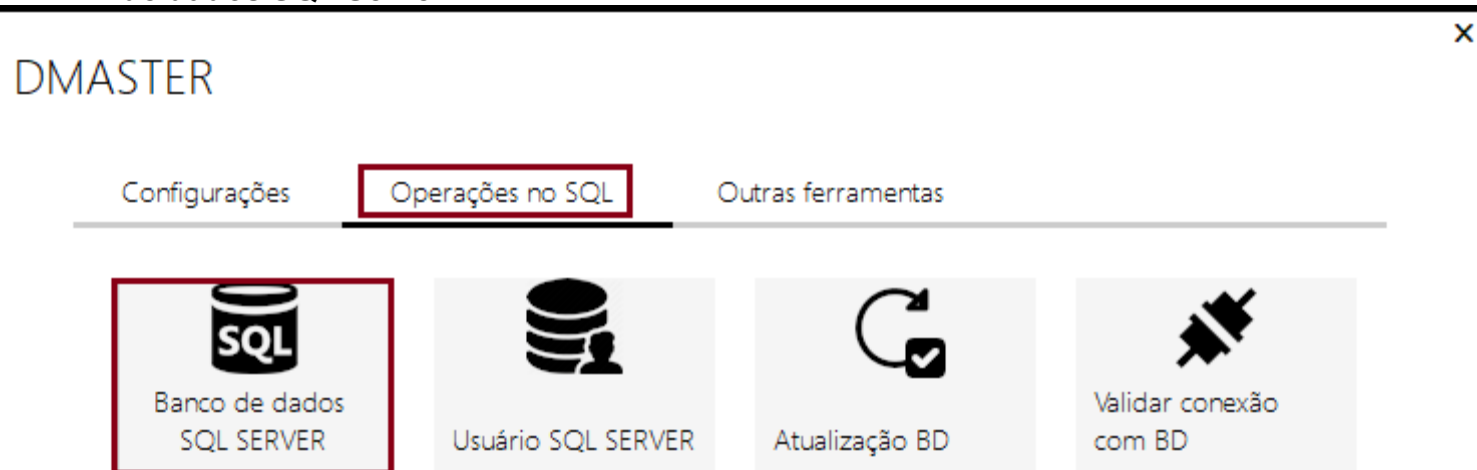 DMASTER
Configurações Operações no SQL Outras ferramentas
SQL
Banco de dados
SQL SERVER
Usuário SQL SERVER
Atualização BD
Validar conexão
com BD